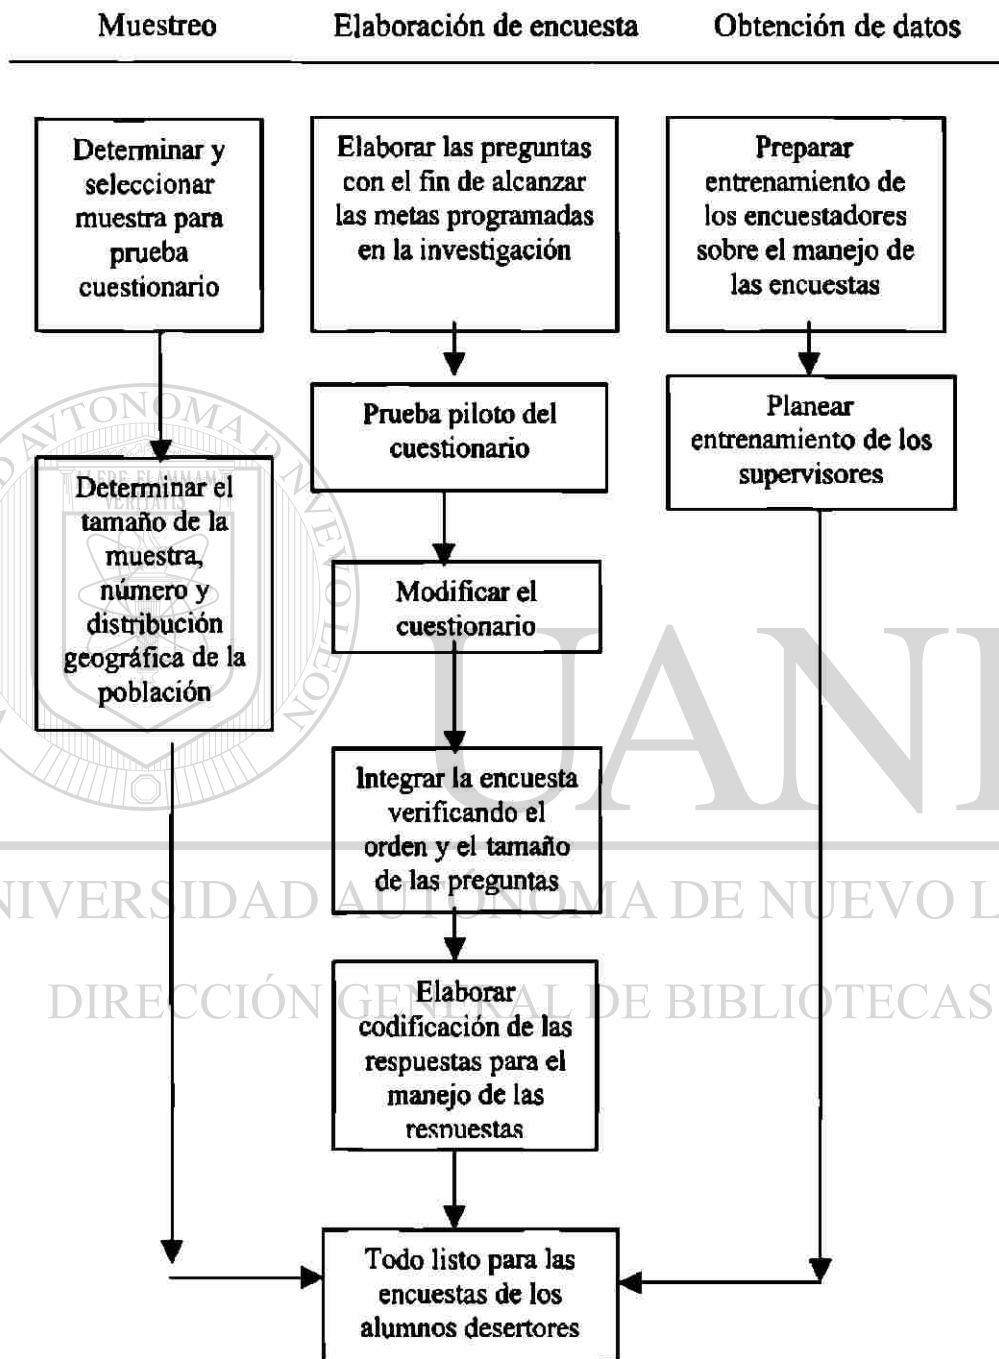 Muestreo
Elaboración de encuesta
Obtención de datos
Determinar y
seleccionar
muestra para
prueba
cuestionario
Determinar el
tamaño de la
muestra,
número y
distribución
geográfica de la
población
Elaborar las preguntas
con el fin de alcanzar
las metas programadas
en la investigación
Prueba piloto del
cuestionario
Modificar el
cuestionario
Integrar la encuesta
verificando el
orden y el tamaño
de las preguntas
Elaborar
codificación de las
respuestas para el
manejo de las
respuestas
Preparar
entrenamiento de
los encuestadores
sobre el manejo de
las encuestas
Planear
entrenamiento de los
supervisores
Todo listo para las
encuestas de los
alumnos desertores
ALERE FLAMMAM
VERITATIS
UANL
NIVERSIDAD AUTÓNOMA DE NUEVO L
DIRECCIÓN GENERAL DE BIBLIOTECAS